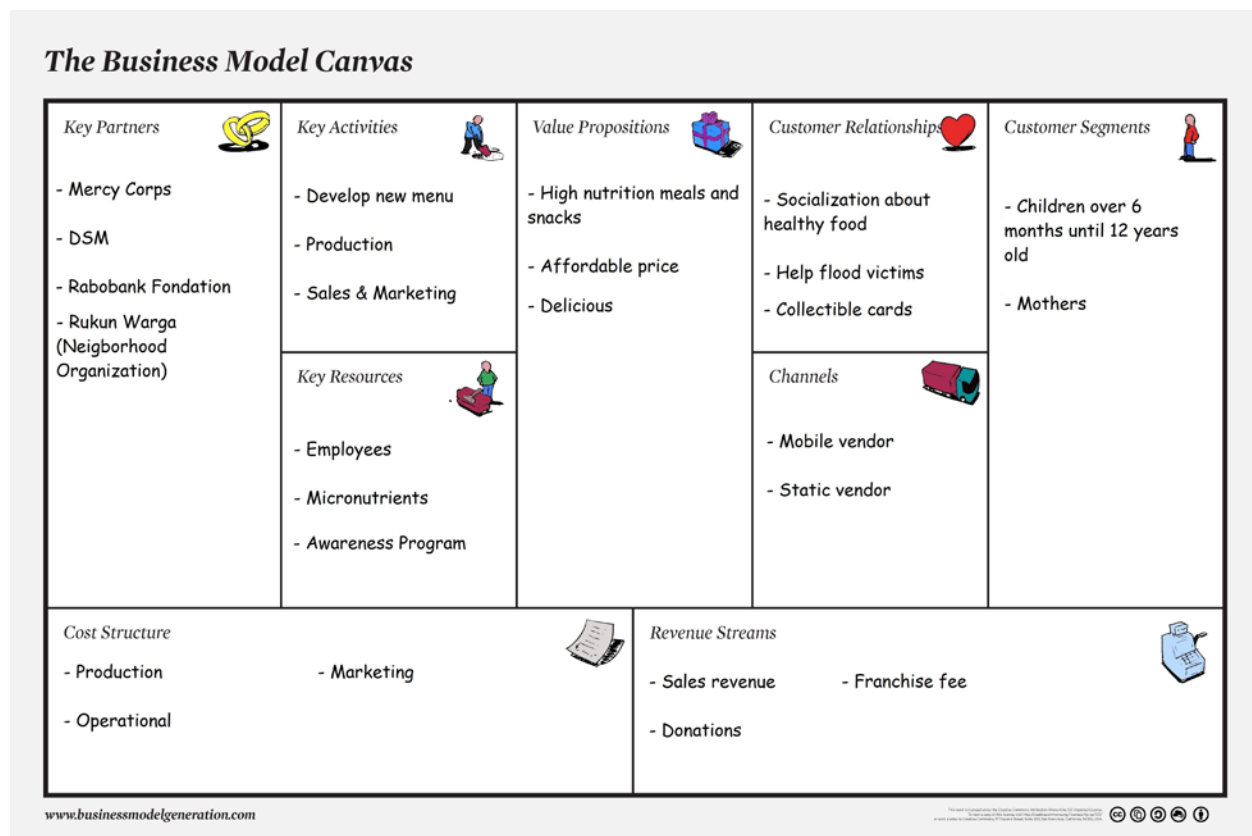 The Business Model Canvas
Key Partners
- Mercy Corps
- DSM
- Rabobank Fondation
- Rukun Warga
(Neigborhood
Organization)
Key Activities
- Develop new menu
- Production
- Sales & Marketing
Key Resources
- Employees
- Micronutrients
- Awareness Program
Value Propositions
- High nutrition meals and
snacks
- Affordable price
- Delicious
Customer Relationships
- Socialization about
healthy food
- Help flood victims
- Collectible cards
Channels
- Mobile vendor
- Static vendor
Customer Segments
- Children over 6
months until 12 years
old
- Mothers
Cost Structure
- Production
- Marketing
- Operational
Revenue Streams
- Sales revenue
- Franchise fee
- Donations
www.businessmodelgeneration.com